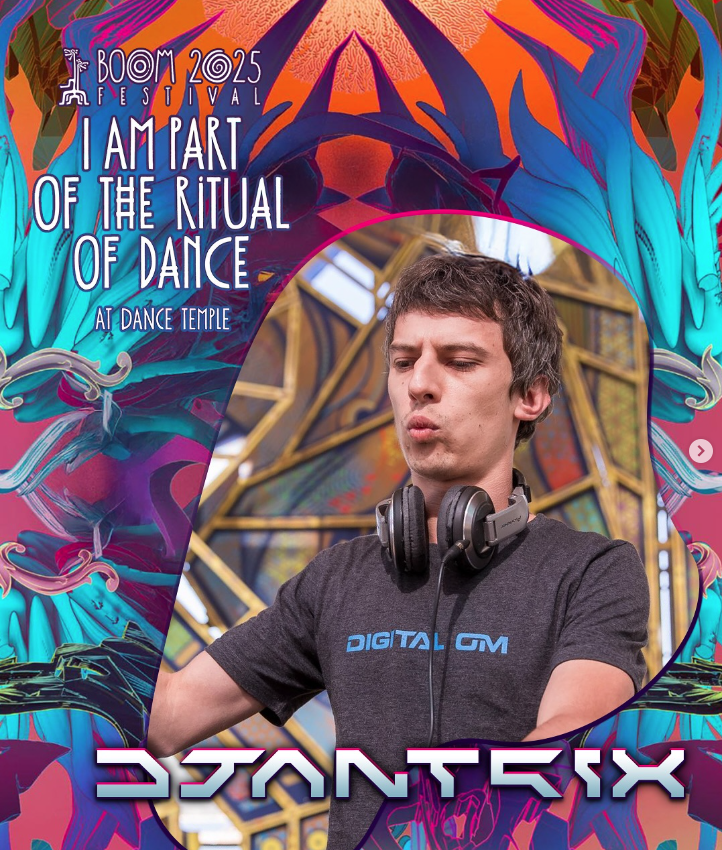 BOOM 2025
FESTIVAL
I AM PART
OF THE RITUAL
OF DANCE
AT DANCE TEMPLE
DIGITAL OM
DJANTRIX